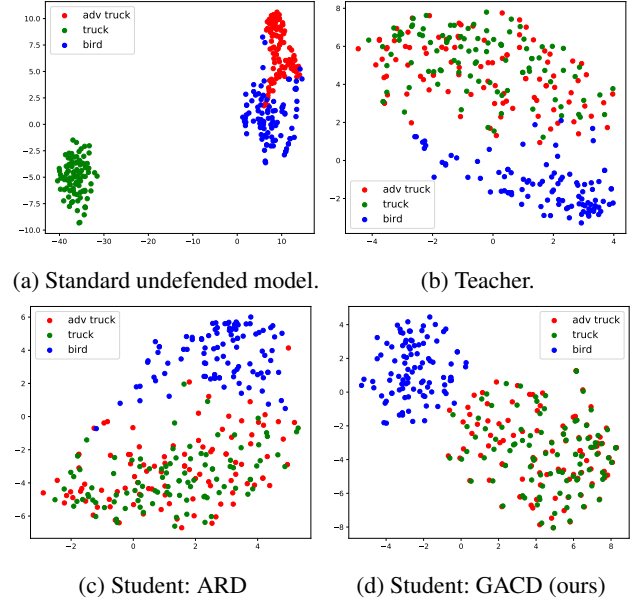 adv truck
truck
bird
10.0
7.5
5.0
2.5
0.0
−2.5
−5.0
−7.5
−10.0
−40 −30 −20 −10 0 10
(a) Standard undefended model.
8
6
4
2
0
−2
adv truck
truck
bird
−4 −2 0 2 4
(b) Teacher.
adv truck
truck
bird
6
4
2
0
−2
−4
−6
−2 0 2 4
(c) Student: ARD
adv truck
truck
bird
4
2
0
−2
−4
−6
−8
−4 −2 0 2 4 6 8
(d) Student: GACD (ours)